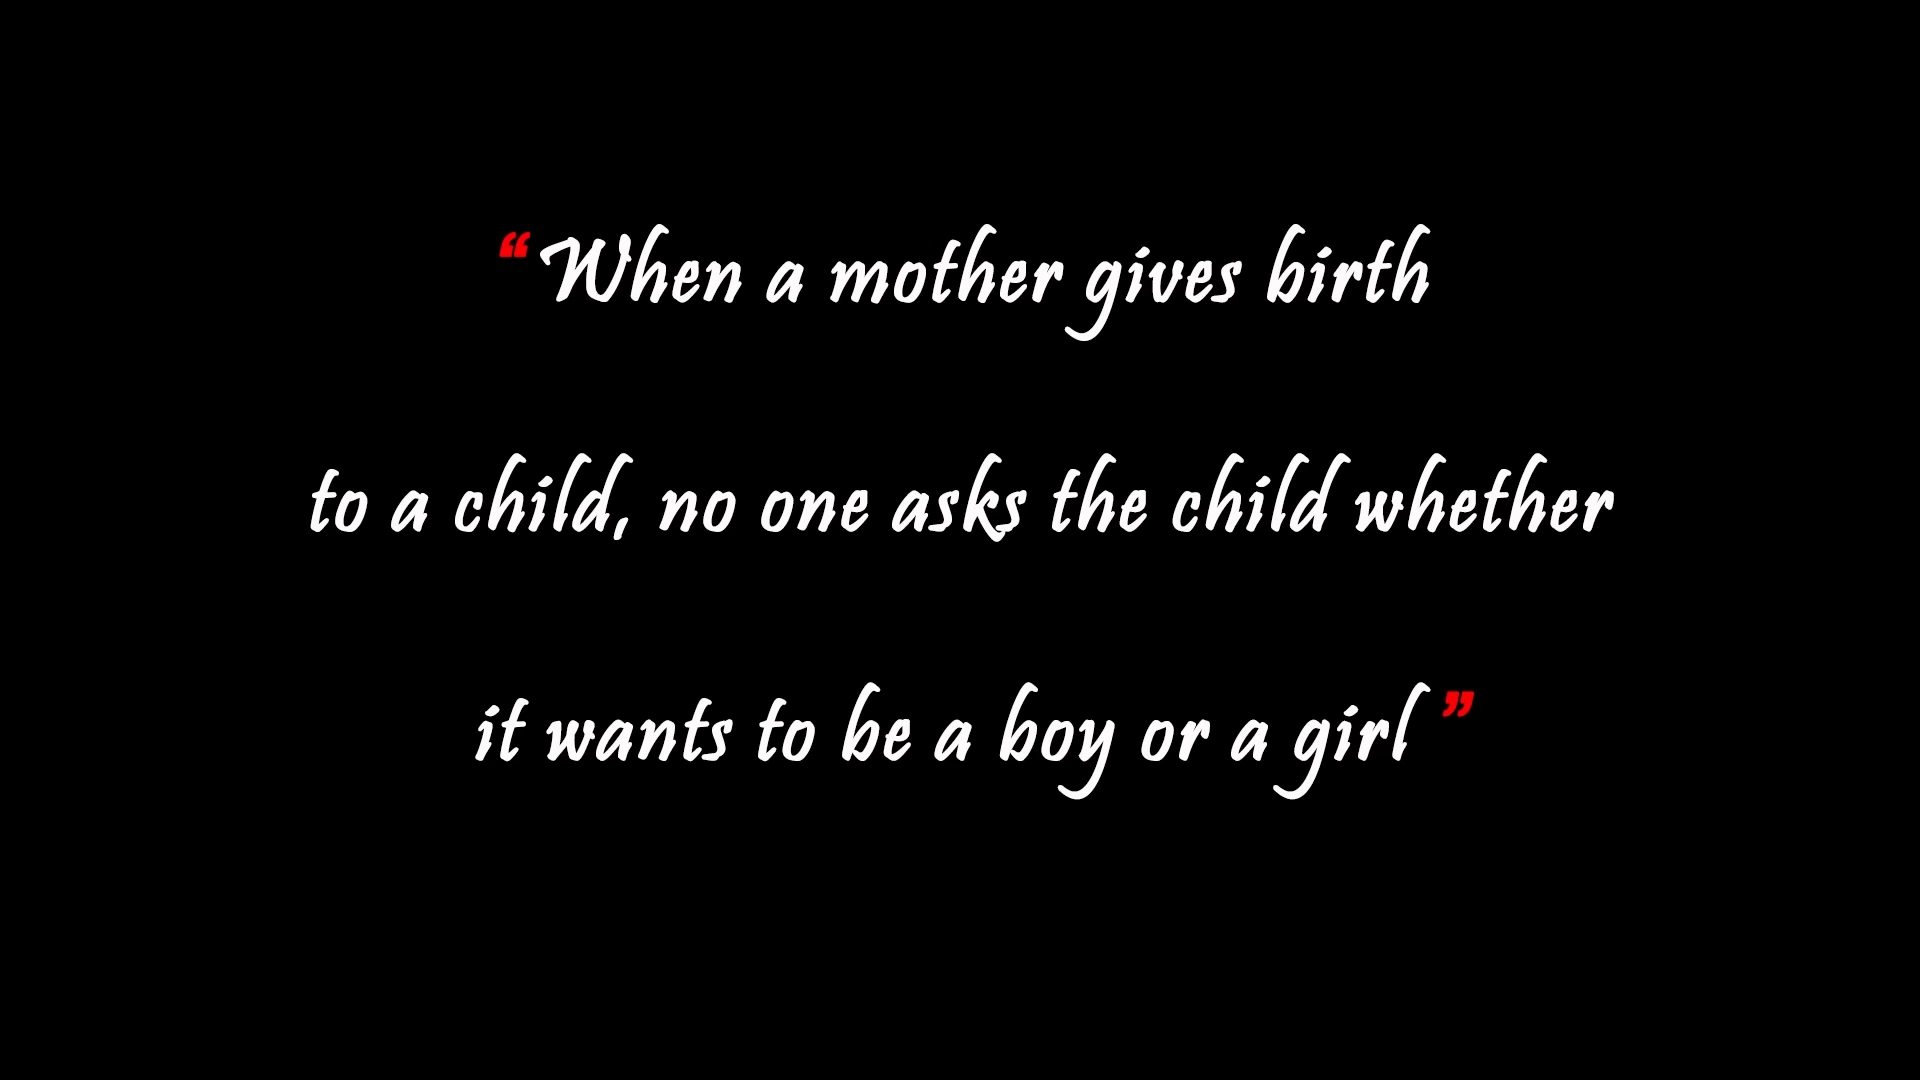 “When a mother gives birth
to a child, no one asks the child whether
it wants to be a boy or a girl”